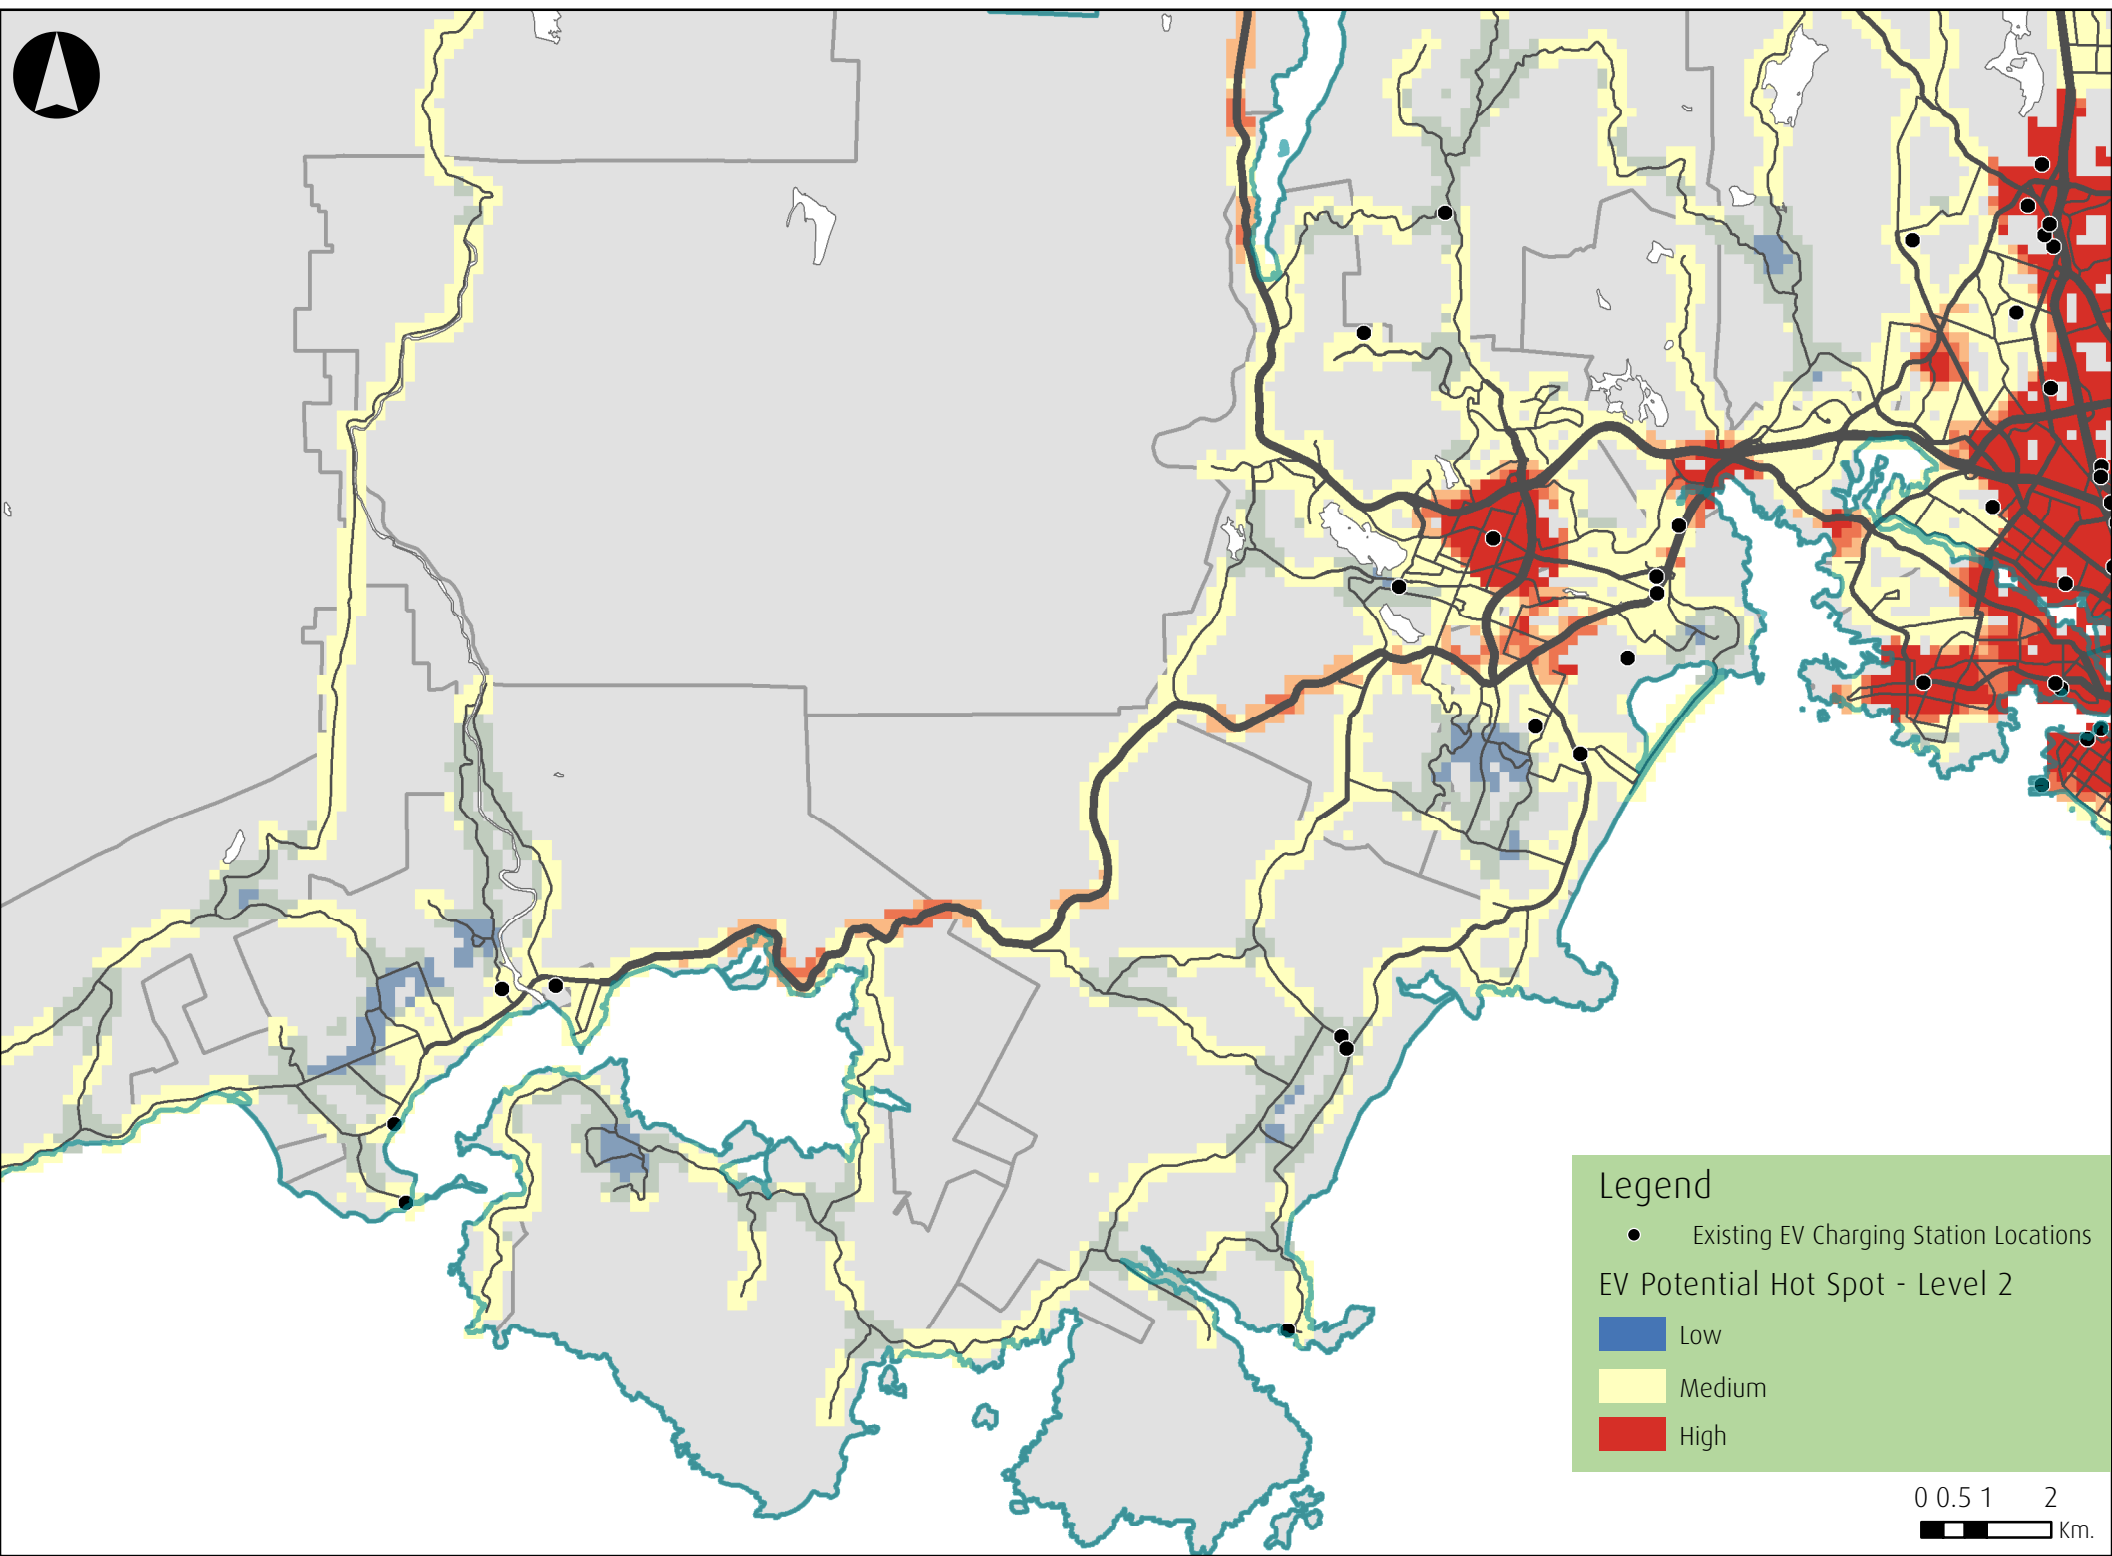 Legend
Existing EV Charging Station Locations
EV Potential Hot Spot - Level 2
Low
Medium
High
0 0.5 1 2
Km.